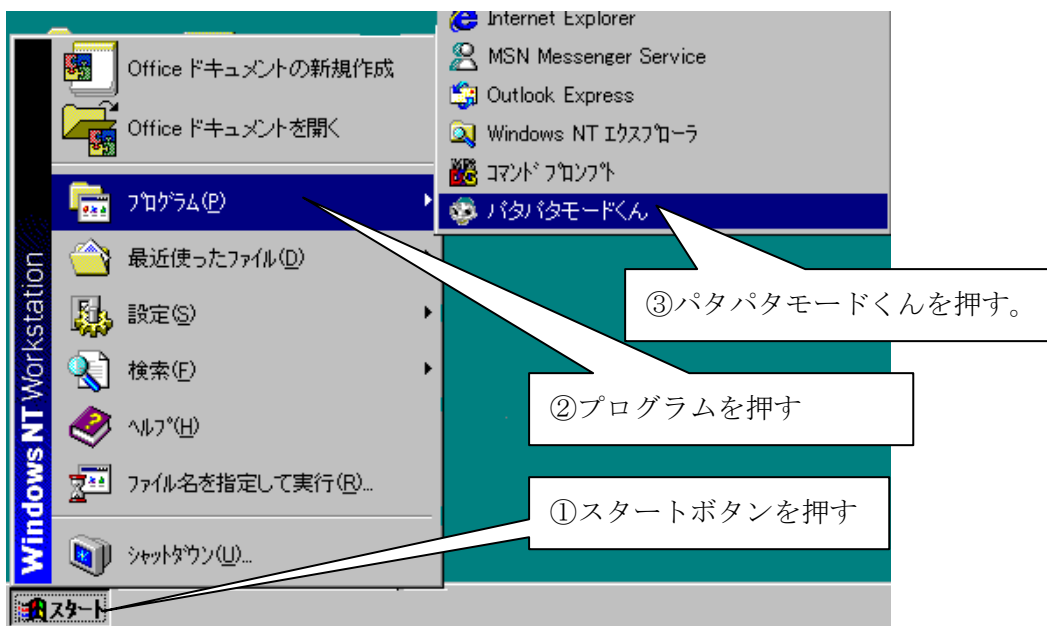 Internet Explorer
MSN Messenger Service
Outlook Express
Windows NT ｴｸｽﾌﾟﾛｰﾗ
ｺﾏﾝﾄﾞ ﾌﾟﾛﾝﾌﾟﾄ
パタパタモードくん
Office ドキュメントの新規作成
Office ドキュメントを開く
ﾌﾟﾛｸﾞﾗﾑ(P)
最近使ったﾌｧｲﾙ(D)
設定(S)
検索(F)
ﾍﾙﾌﾟ(H)
ﾌｧｲﾙ名を指定して実行(R)...
ｼｬｯﾄﾀﾞｳﾝ(U)...
Windows NT Workstation
スタート
③パタパタモードくんを押す。
②プログラムを押す
①スタートボタンを押す